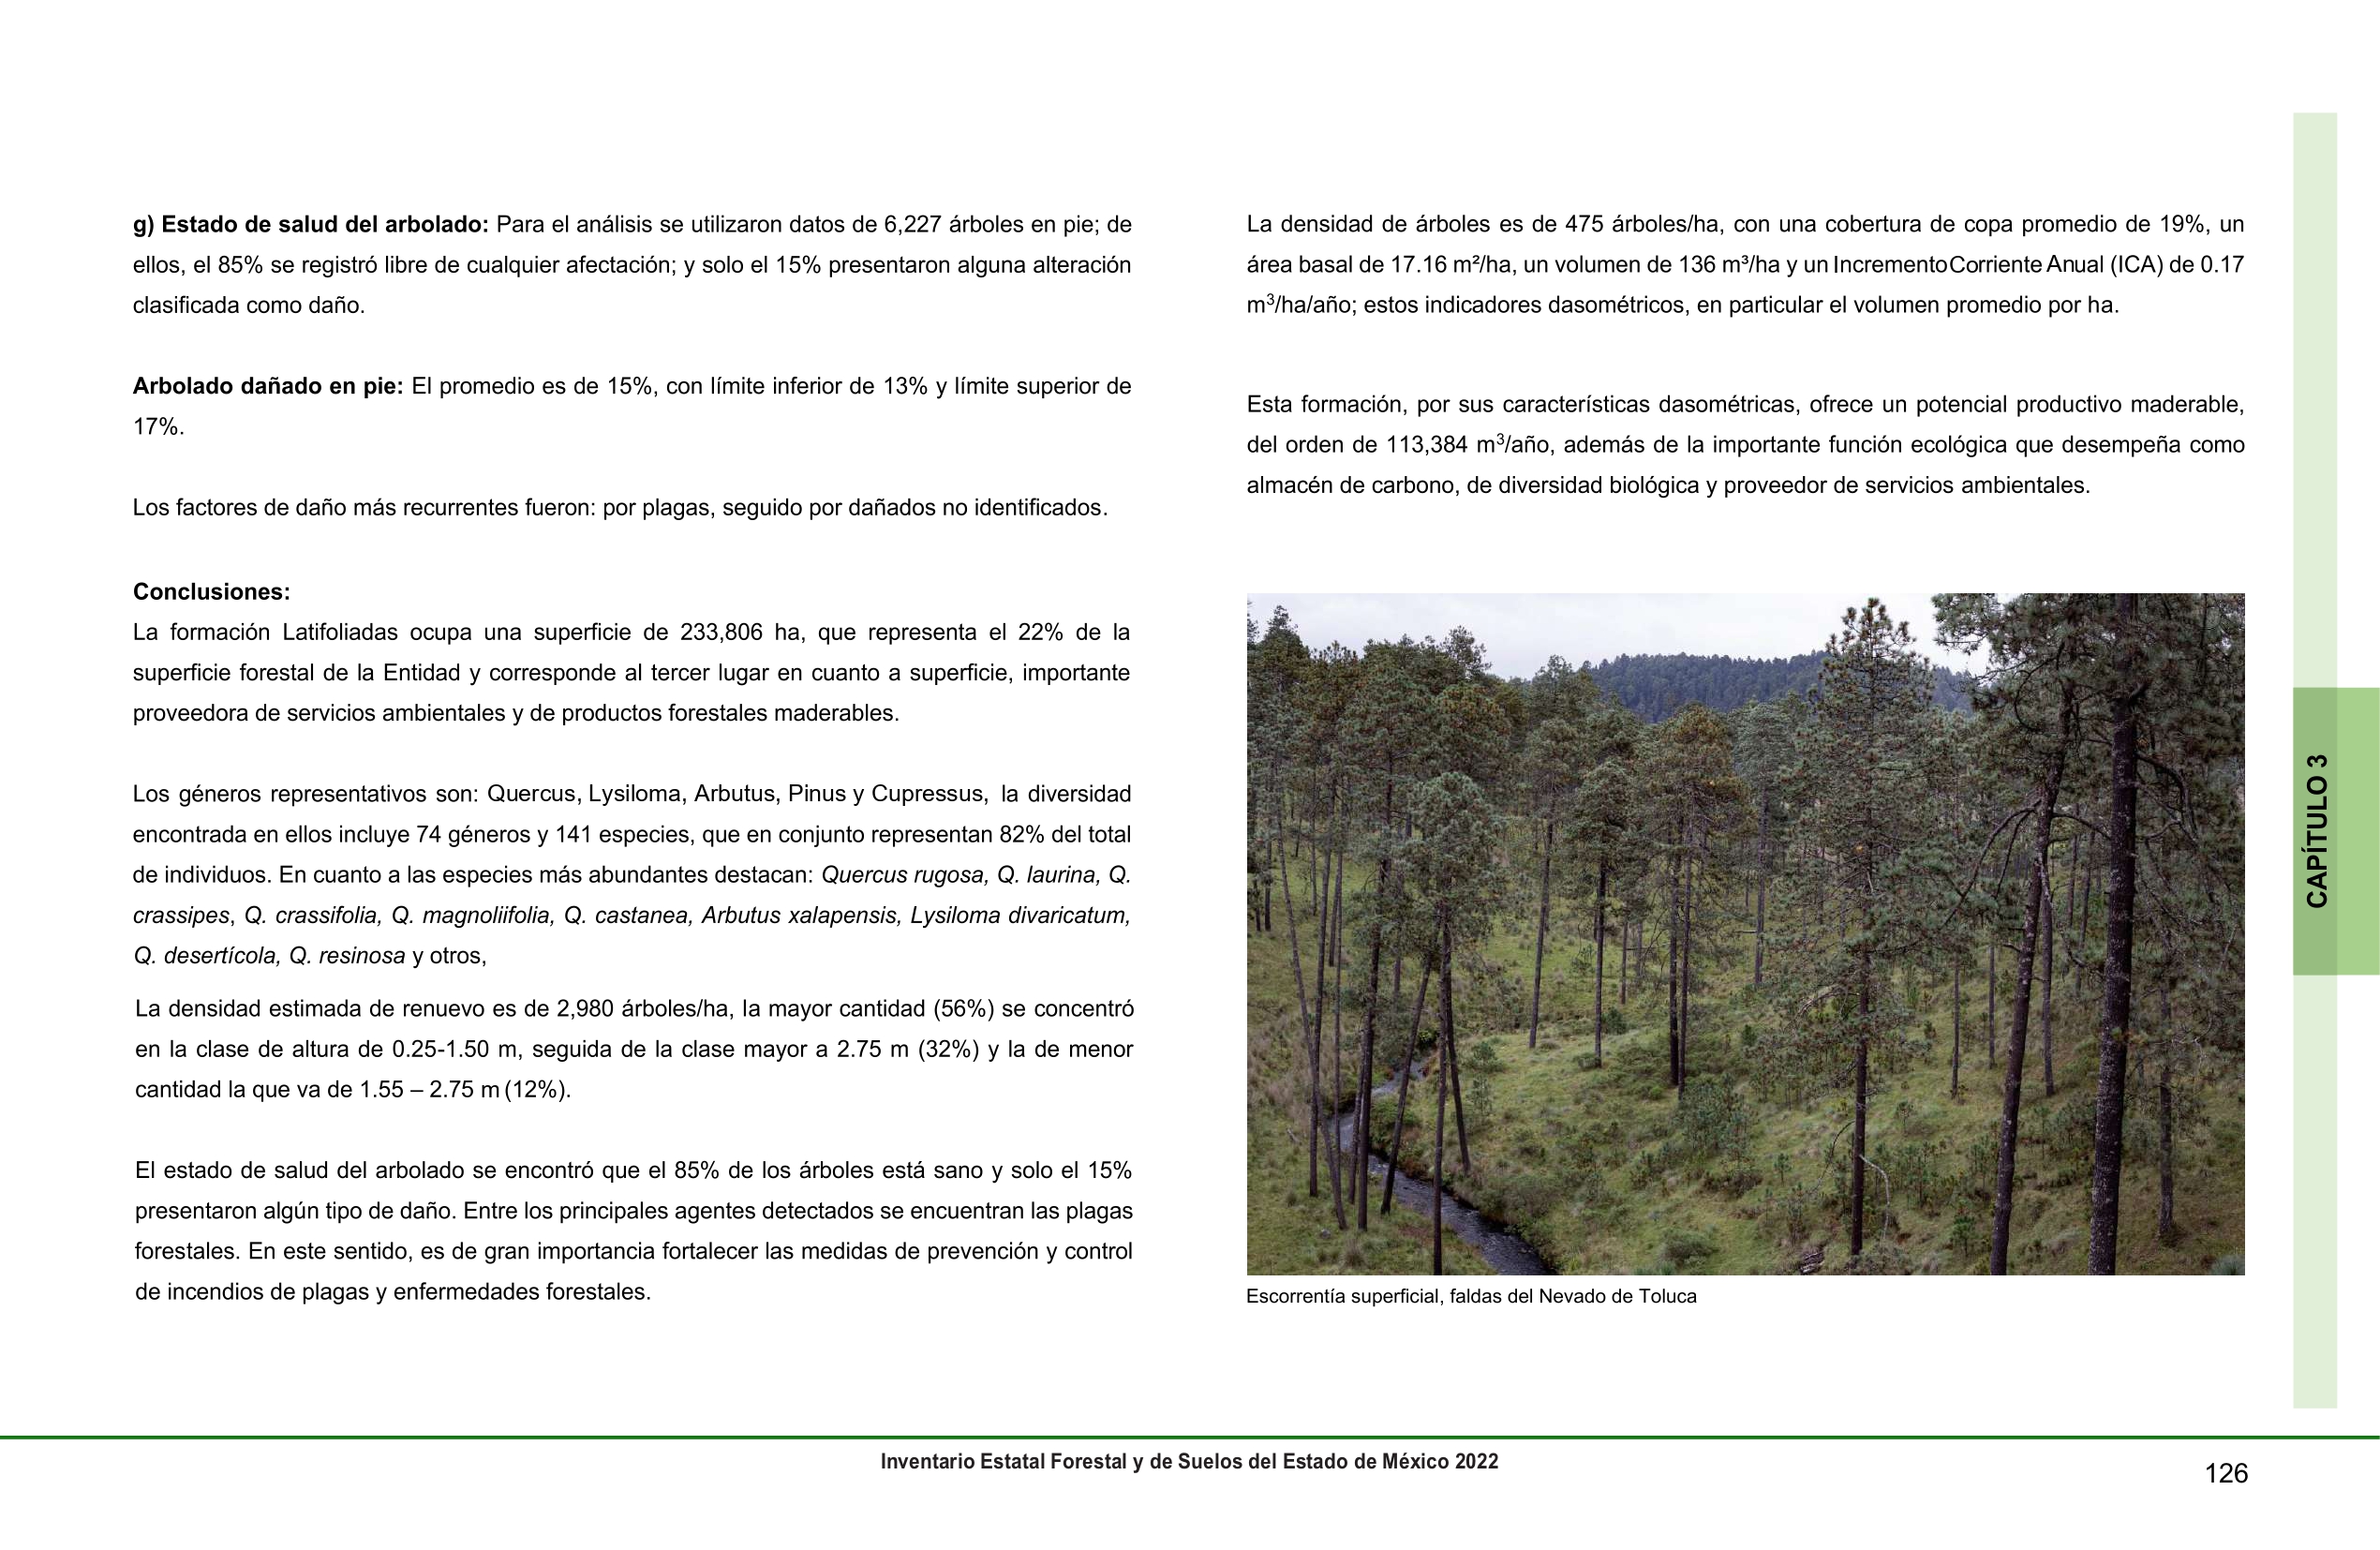 g) Estado de salud del arbolado: Para el análisis se utilizaron datos de 6,227 árboles en pie; de
ellos, el 85% se registró libre de cualquier afectación; y solo el 15% presentaron alguna alteración
clasificada como daño.
Arbolado dañado en pie: El promedio es de 15%, con límite inferior de 13% y límite superior de
17%.
Los factores de daño más recurrentes fueron: por plagas, seguido por dañados no identificados.
Conclusiones:
La formación Latifoliadas ocupa una superficie de 233,806 ha, que representa el 22% de la
superficie forestal de la Entidad y corresponde al tercer lugar en cuanto a superficie, importante
proveedora de servicios ambientales y de productos forestales maderables.
Los géneros representativos son: Quercus, Lysiloma, Arbutus, Pinus y Cupressus, la diversidad
encontrada en ellos incluye 74 géneros y 141 especies, que en conjunto representan 82% del total
de individuos. En cuanto a las especies más abundantes destacan: Quercus rugosa, Q. laurina, Q.
crassipes, Q. crassifolia, Q. magnoliifolia, Q. castanea, Arbutus xalapensis, Lysiloma divaricatum,
Q. desertícola, Q. resinosa y otros,
La densidad estimada de renuevo es de 2,980 árboles/ha, la mayor cantidad (56%) se concentró
en la clase de altura de 0.25-1.50 m, seguida de la clase mayor a 2.75 m (32%) y la de menor
cantidad la que va de 1.55 – 2.75 m (12%).
El estado de salud del arbolado se encontró que el 85% de los árboles está sano y solo el 15%
presentaron algún tipo de daño. Entre los principales agentes detectados se encuentran las plagas
forestales. En este sentido, es de gran importancia fortalecer las medidas de prevención y control
de incendios de plagas y enfermedades forestales.
La densidad de árboles es de 475 árboles/ha, con una cobertura de copa promedio de 19%, un
área basal de 17.16 m²/ha, un volumen de 136 m³/ha y un Incremento Corriente Anual (ICA) de 0.17
m³/ha/año; estos indicadores dasométricos, en particular el volumen promedio por ha.
Esta formación, por sus características dasométricas, ofrece un potencial productivo maderable,
del orden de 113,384 m³/año, además de la importante función ecológica que desempeña como
almacén de carbono, de diversidad biológica y proveedor de servicios ambientales.
Escorrentía superficial, faldas del Nevado de Toluca
CAPÍTULO 3
Inventario Estatal Forestal y de Suelos del Estado de México 2022
126